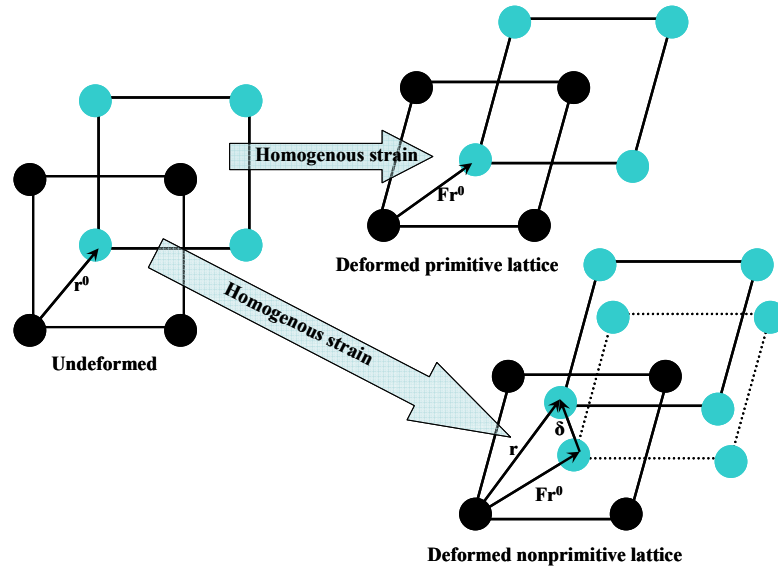 Homogenous strain
Fr⁰
Deformed primitive lattice
r⁰
Undeformed
Homogenous strain
δ
r
Fr⁰
Deformed nonprimitive lattice